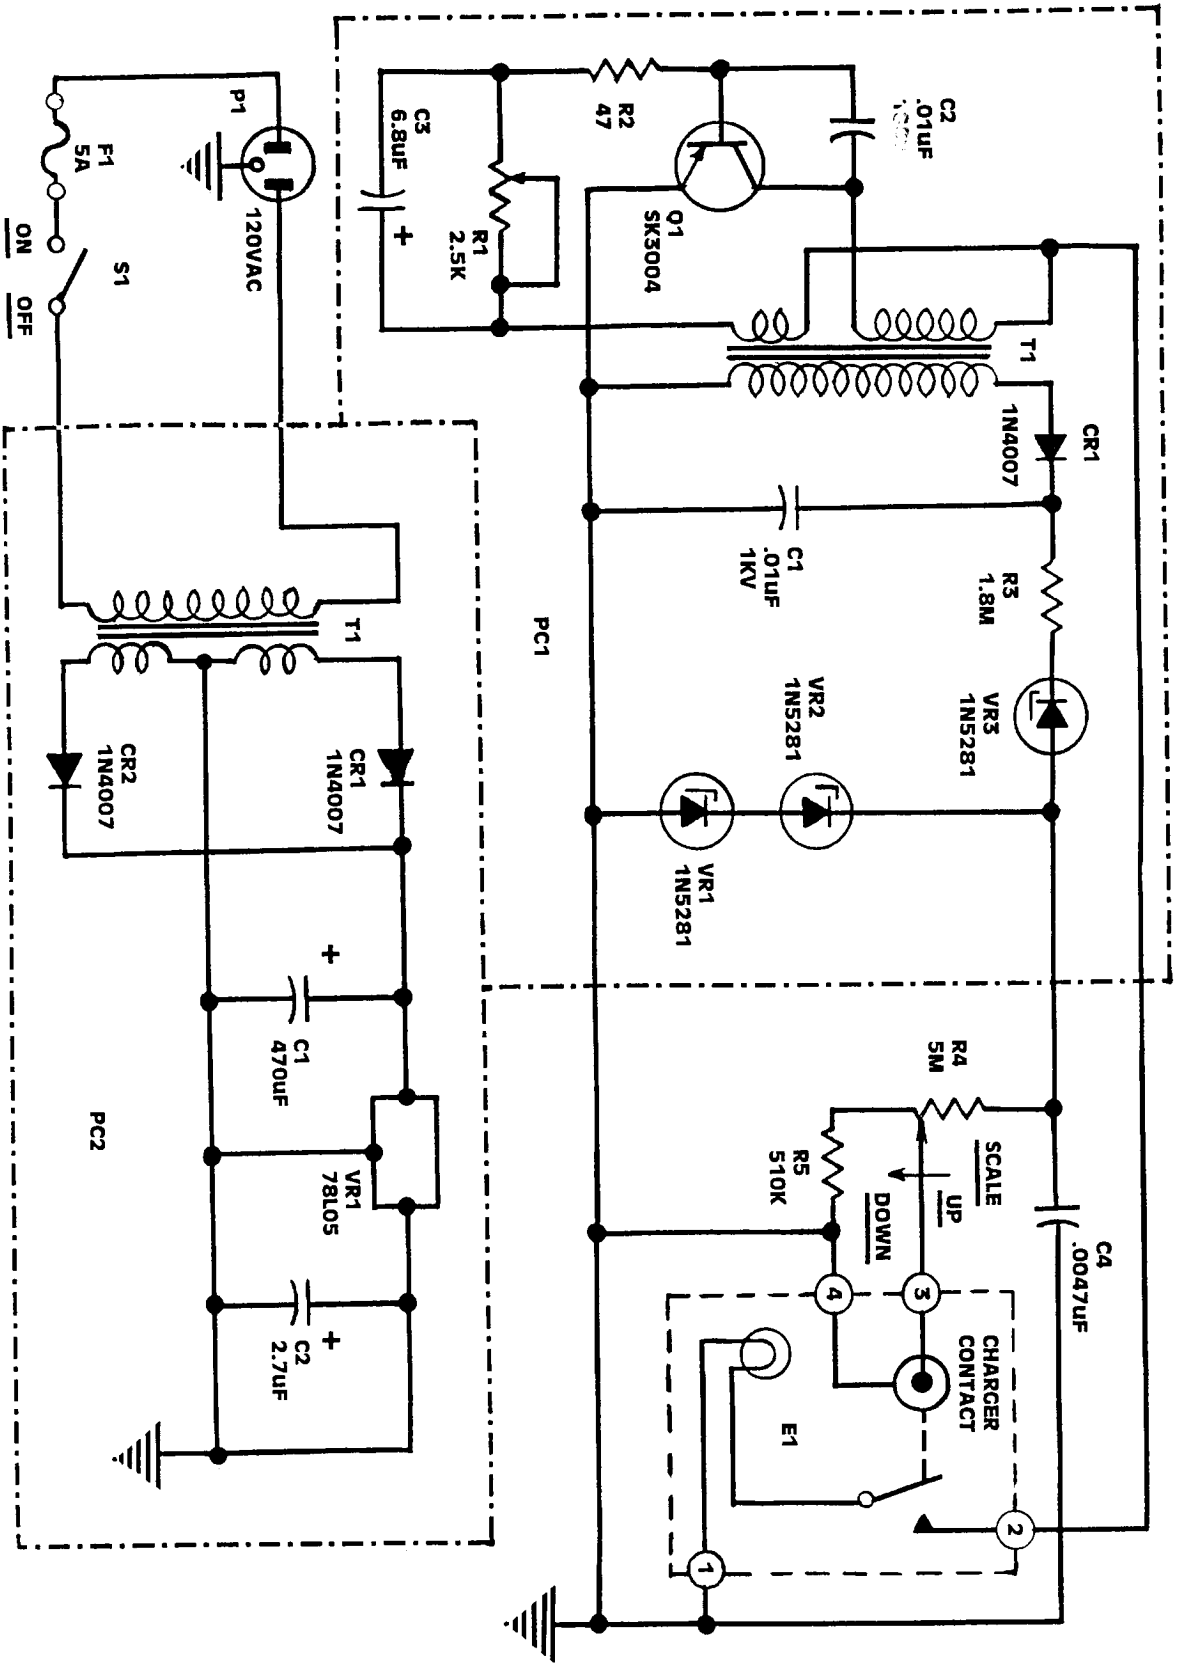 C2
.01uF
R2
47
C3
6.8uF
+
R1
2.5K
Q1
SK3004
T1
CR1
1N4007
C1
.01uF
1KV
R3
1.8M
VR3
1N5281
VR2
1N5281
VR1
1N5281
PC1
R4
5M
SCALE
UP
DOWN
R5
510K
C4
.0047uF
4
3
CHARGER
CONTACT
E1
2
1
P1
120VAC
F1
5A
S1
ON
OFF
T1
CR1
1N4007
CR2
1N4007
+
C1
470uF
VR1
78L05
+
C2
2.7uF
PC2